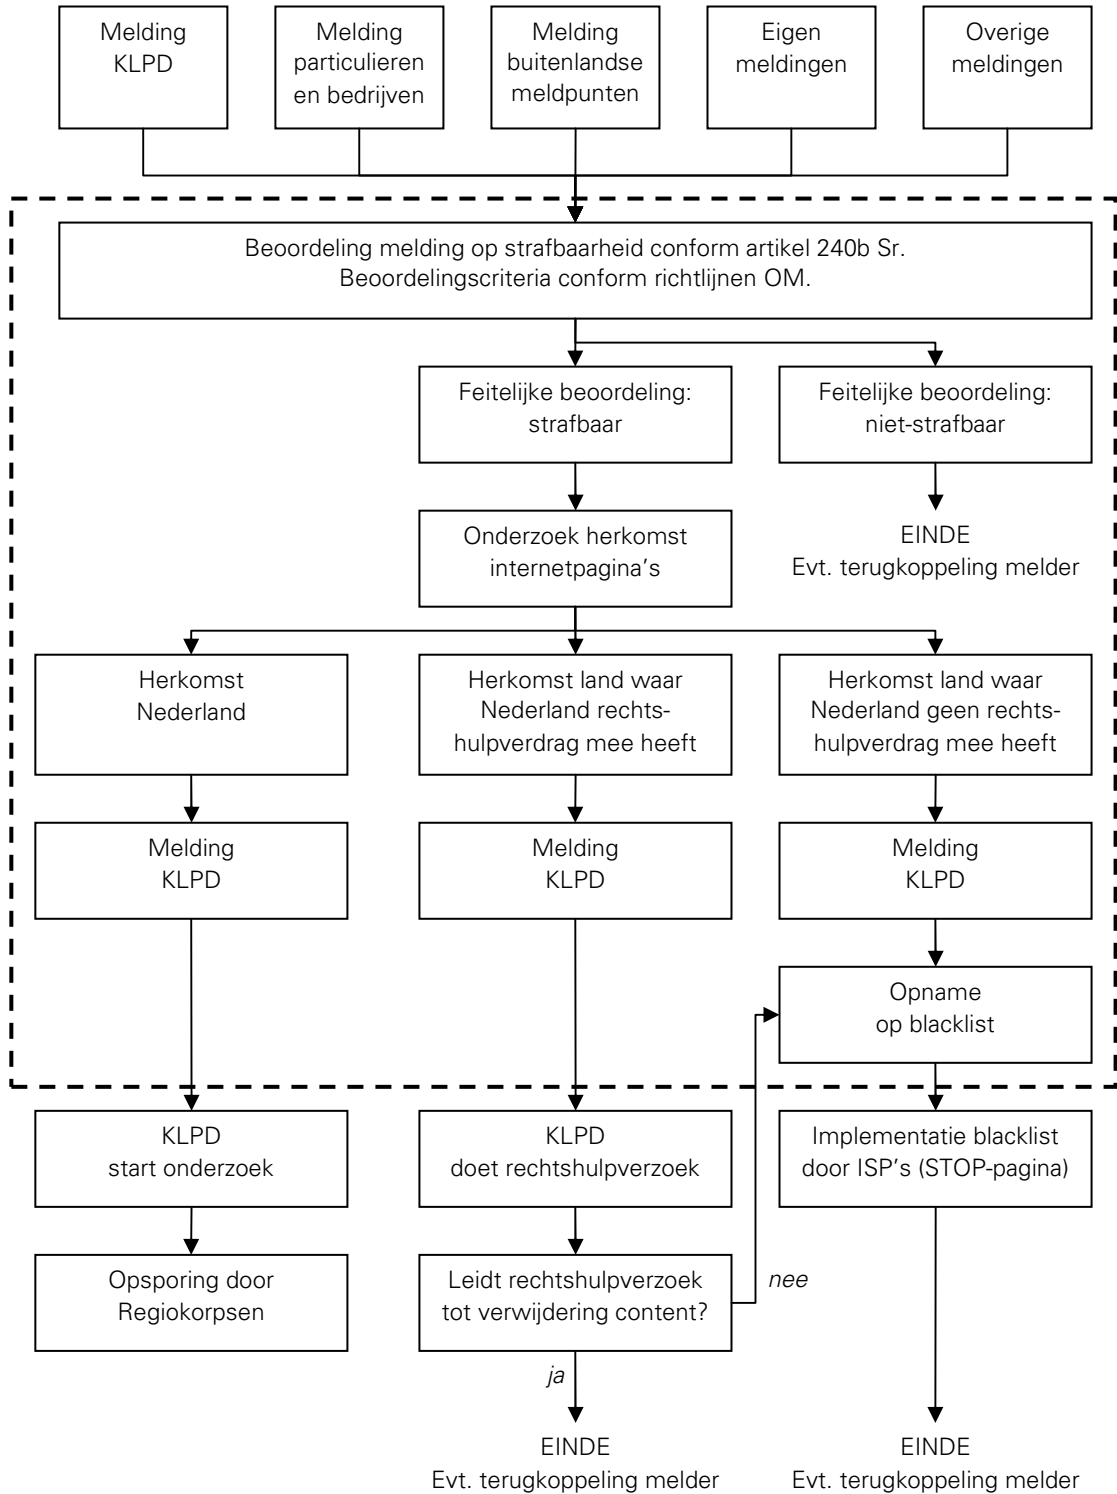 Melding
KLPD
Melding
particulieren
en bedrijven
Melding
buitenlandse
meldpunten
Eigen
meldingen
Overige
meldingen
Beoordeling melding op strafbaarheid conform artikel 240b Sr.
Beoordelingscriteria conform richtlijnen OM.
Feitelijke beoordeling:
strafbaar
Feitelijke beoordeling:
niet-strafbaar
Onderzoek herkomst
internetpagina's
EINDE
Evt. terugkoppeling melder
Herkomst
Nederland
Herkomst land waar
Nederland rechts-
hulpverdrag mee heeft
Herkomst land waar
Nederland geen rechts-
hulpverdrag mee heeft
Melding
KLPD
Melding
KLPD
Melding
KLPD
Opname
op blacklist
KLPD
start onderzoek
KLPD
doet rechtshulpverzoek
Implementatie blacklist
door ISP's (STOP-pagina)
Opsporing door
Regiokorpsen
Leidt rechtshulpverzoek
tot verwijdering content?
nee
ja
EINDE
Evt. terugkoppeling melder
EINDE
Evt. terugkoppeling melder